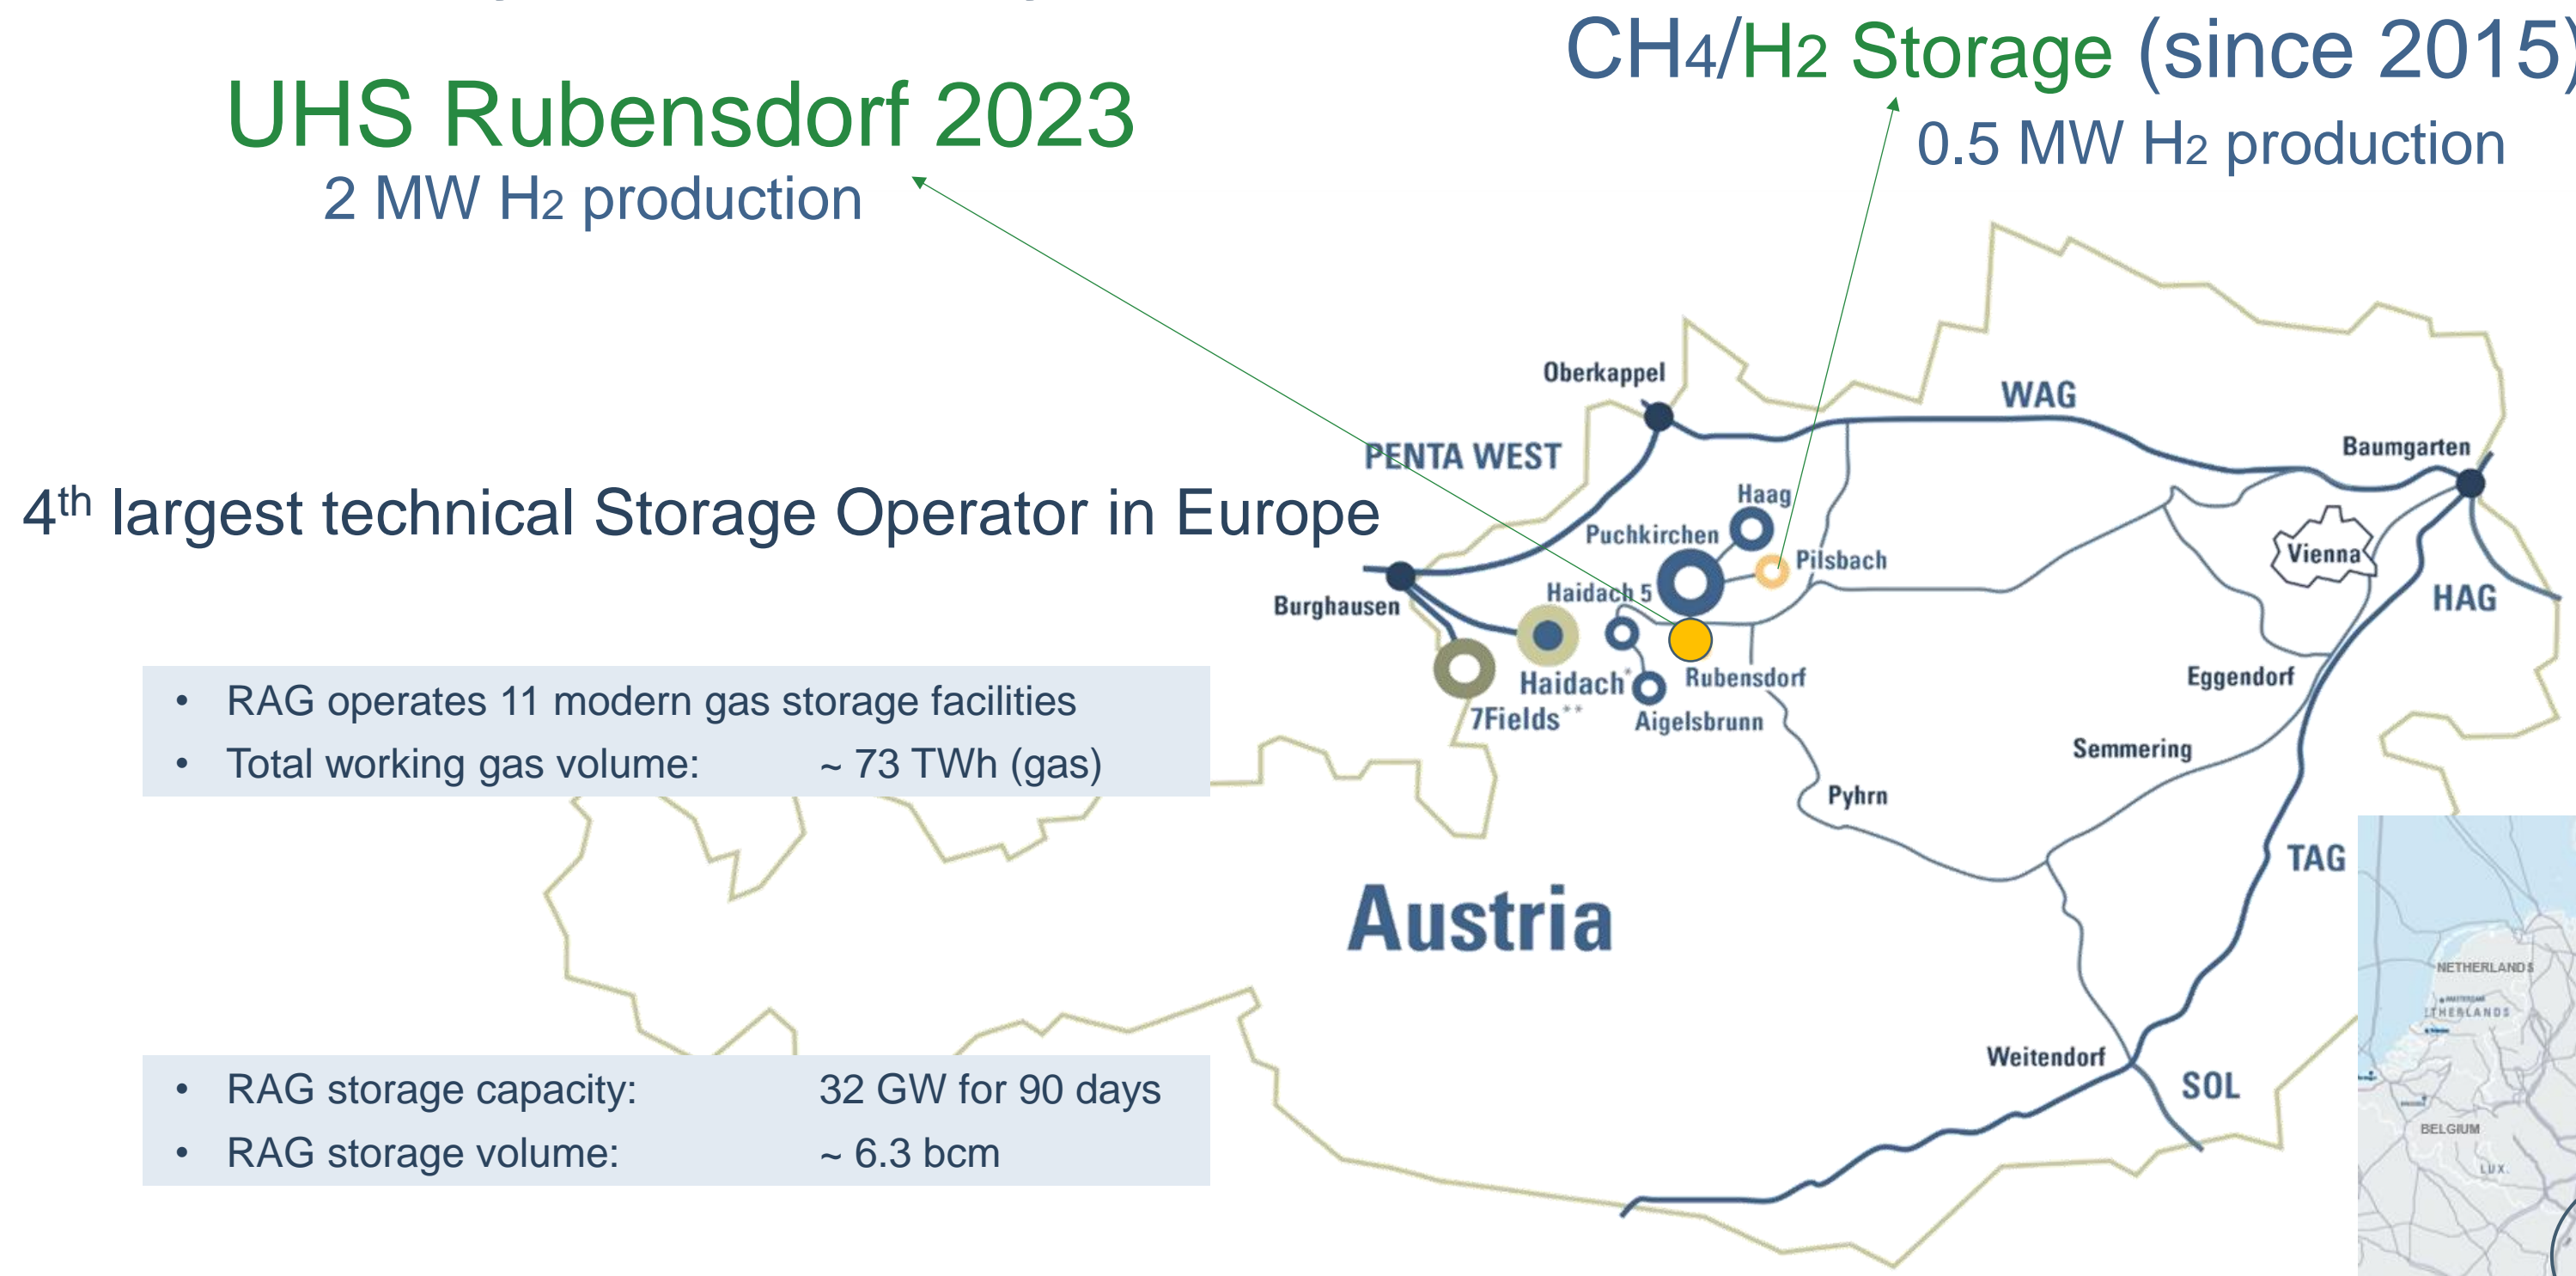 UHS Rubensdorf 2023
2 MW H2 production
CH4/H2 Storage (since 2015)
0.5 MW H2 production
4th largest technical Storage Operator in Europe
• RAG operates 11 modern gas storage facilities
• Total working gas volume: ~ 73 TWh (gas)
• RAG storage capacity: 32 GW for 90 days
• RAG storage volume: ~ 6.3 bcm
Oberkappel
WAG
PENTA WEST
Baumgarten
Haag
Puchkirchen
Pilsbach
Vienna
Haidach 5
Burghausen
HAG
Haidach*
Rubensdorf
Eggendorf
7Fields**
Aigelsbrunn
Semmering
Pyhrn
TAG
Austria
Weitendorf
SOL
NETHERLANDS
BELGIUM
LUX.